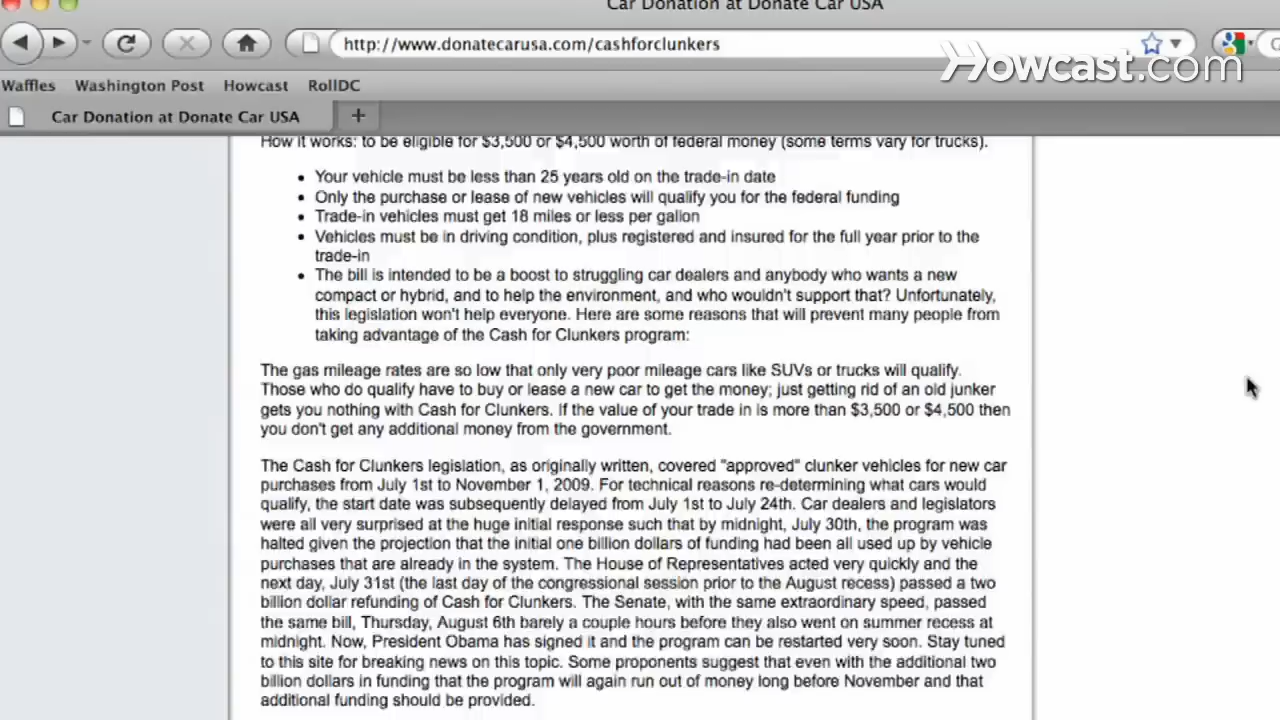 Car Donation at Donate Car USA
http://www.donatecarusa.com/cashforclunkers
Howcast.com
Waffles Washington Post Howcast RollDC
Car Donation at Donate Car USA +
How it works: to be eligible for $3,500 or $4,500 worth of federal money (some terms vary for trucks).
• Your vehicle must be less than 25 years old on the trade-in date
• Only the purchase or lease of new vehicles will qualify you for the federal funding
• Trade-in vehicles must get 18 miles or less per gallon
• Vehicles must be in driving condition, plus registered and insured for the full year prior to the
trade-in
• The bill is intended to be a boost to struggling car dealers and anybody who wants a new
compact or hybrid, and to help the environment, and who wouldn't support that? Unfortunately,
this legislation won't help everyone. Here are some reasons that will prevent many people from
taking advantage of the Cash for Clunkers program:
The gas mileage rates are so low that only very poor mileage cars like SUVs or trucks will qualify.
Those who do qualify have to buy or lease a new car to get the money; just getting rid of an old junker
gets you nothing with Cash for Clunkers. If the value of your trade in is more than $3,500 or $4,500 then
you don't get any additional money from the government.
The Cash for Clunkers legislation, as originally written, covered "approved" clunker vehicles for new car
purchases from July 1st to November 1, 2009. For technical reasons re-determining what cars would
qualify, the start date was subsequently delayed from July 1st to July 24th. Car dealers and legislators
were all very surprised at the huge initial response such that by midnight, July 30th, the program was
halted given the projection that the initial one billion dollars of funding had been all used up by vehicle
purchases that are already in the system. The House of Representatives acted very quickly and the
next day, July 31st (the last day of the congressional session prior to the August recess) passed a two
billion dollar refunding of Cash for Clunkers. The Senate, with the same extraordinary speed, passed
the same bill, Thursday, August 6th barely a couple hours before they also went on summer recess at
midnight. Now, President Obama has signed it and the program can be restarted very soon. Stay tuned
to this site for breaking news on this topic. Some proponents suggest that even with the additional two
billion dollars in funding that the program will again run out of money long before November and that
additional funding should be provided.